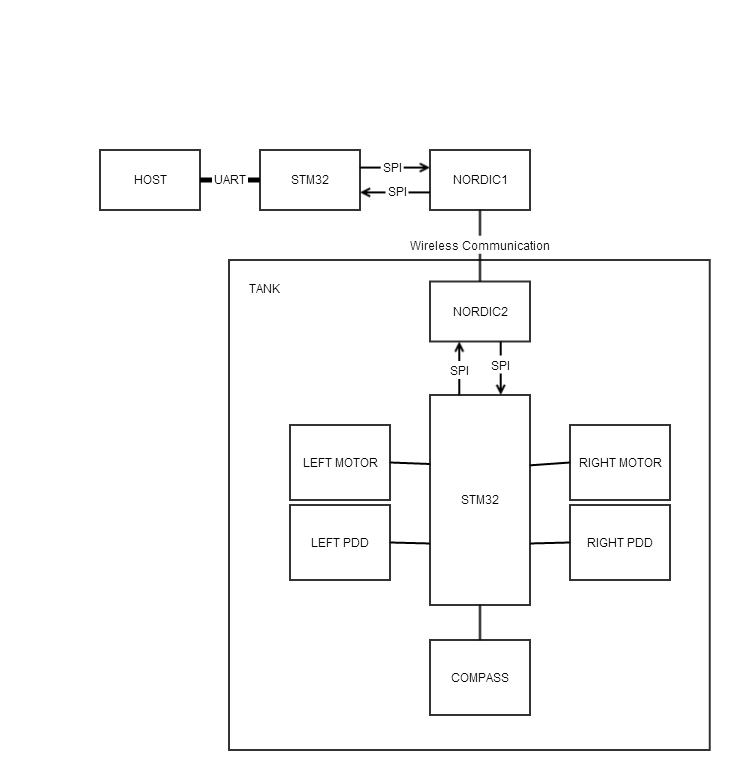 HOST
UART
STM32
SPI
SPI
NORDIC1
Wireless Communication
TANK
NORDIC2
SPI
SPI
LEFT MOTOR
RIGHT MOTOR
STM32
LEFT PDD
RIGHT PDD
COMPASS